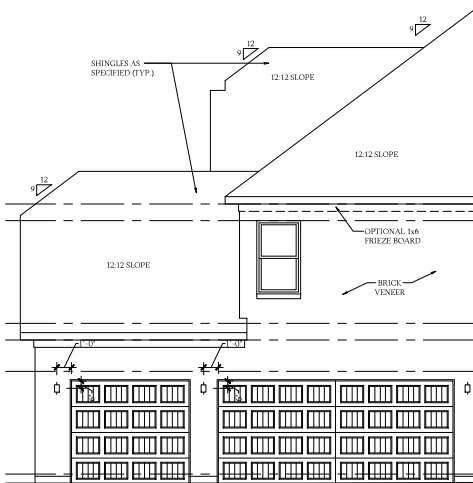 12
9
12
9
SHINGLES AS
SPECIFIED (TYP.)
12:12 SLOPE
12:12 SLOPE
12
9
OPTIONAL 1x6
FRIEZE BOARD
12:12 SLOPE
BRICK
VENEER
1'-0"
1'-0"